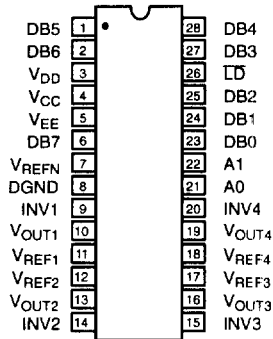 DB5 1 28 DB4
DB6 2 27 DB3
VDD 3 26 LD
VCC 4 25 DB2
VEE 5 24 DB1
DB7 6 23 DB0
VREFN 7 22 A1
DGND 8 21 A0
INV1 9 20 INV4
VOUT1 10 19 VOUT4
VREF1 11 18 VREF4
VREF2 12 17 VREF3
VOUT2 13 16 VOUT3
INV2 14 15 INV3